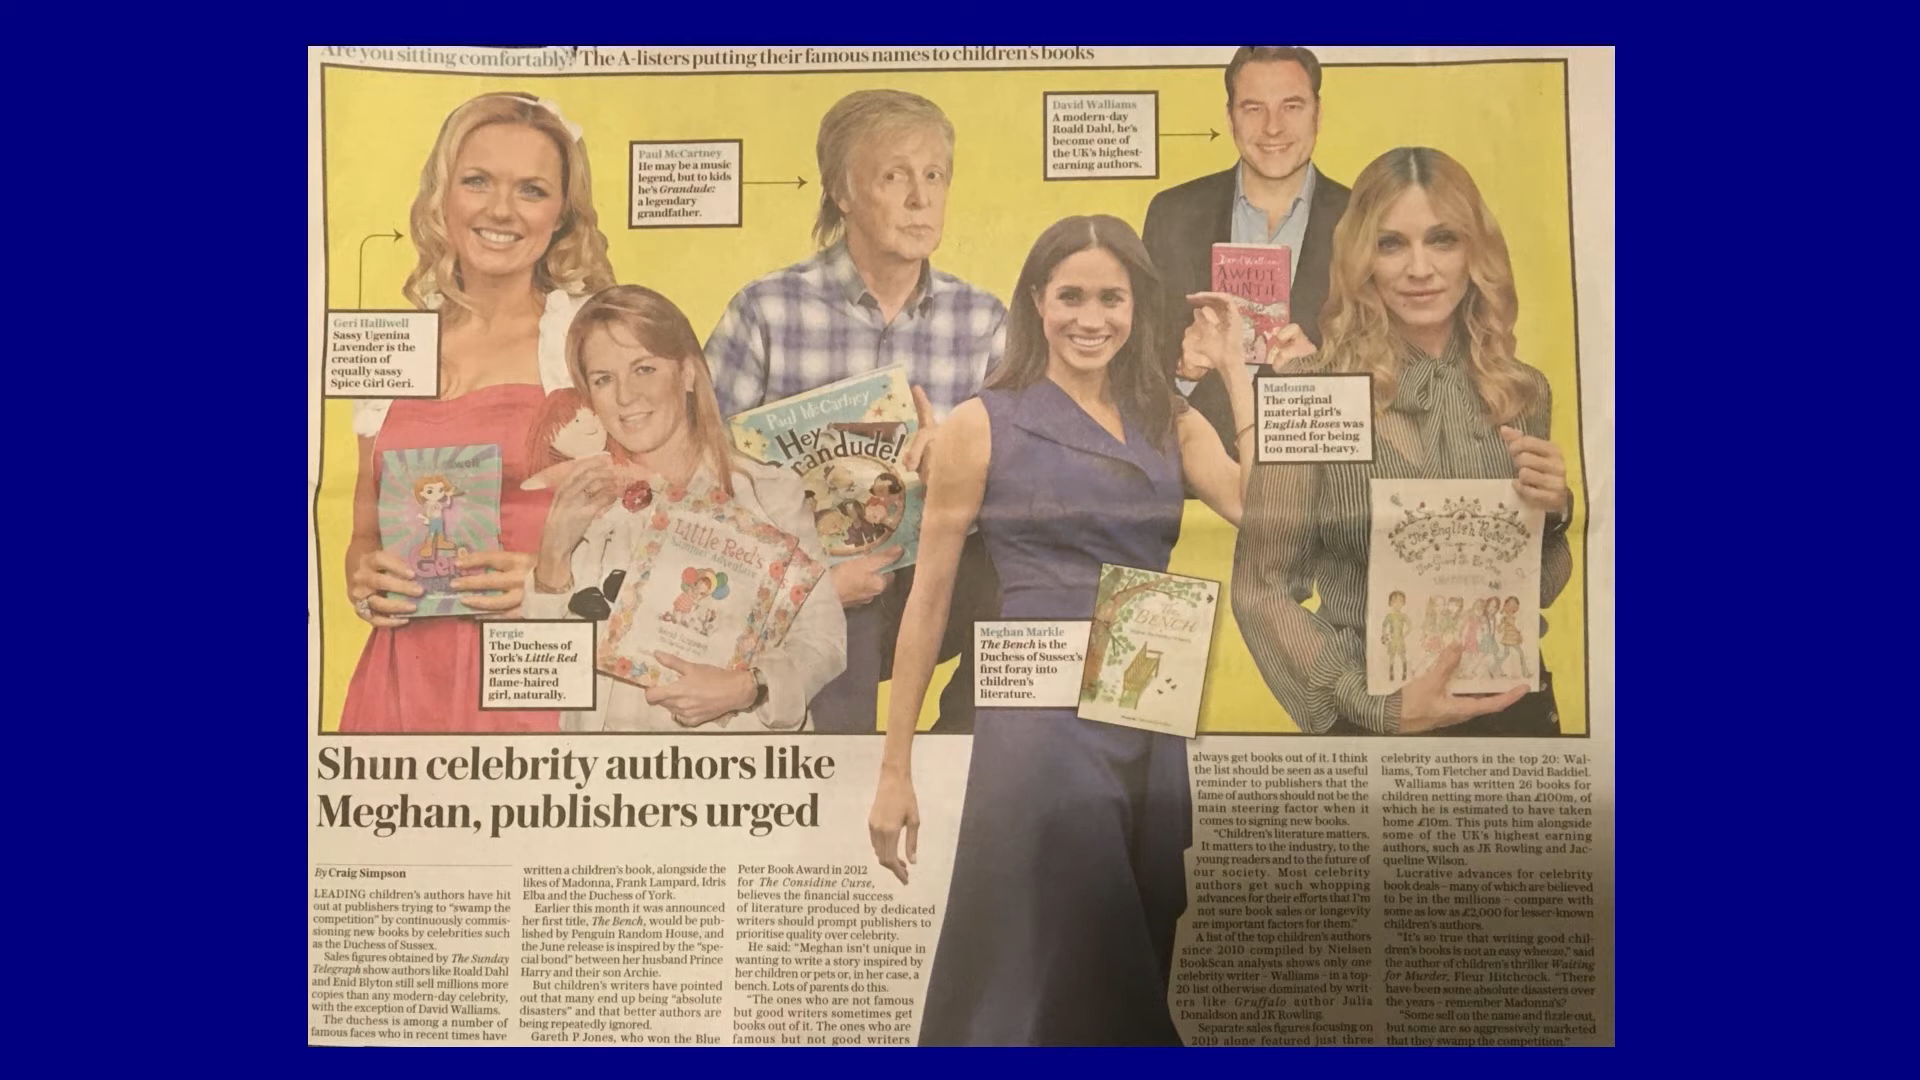 Are you sitting comfortably? The A-listers putting their famous names to children's books
Geri Halliwell
Sassy Ugenina
Lavender is the
creation of
equally sassy
Spice Girl Geri.
Paul McCartney
He may be a music
legend, but to kids
he's Grandude:
a legendary
grandfather.
David Walliams
A modern-day
Roald Dahl, he's
become one of
the UK's highest-
earning authors.
Madonna
The original
material girl's
English Roses was
panned for being
too moral-heavy.
Fergie
The Duchess of
York's Little Red
series stars a
flame-haired
girl, naturally.
Meghan Markle
The Bench is the
Duchess of Sussex's
first foray into
children's
literature.
Paul McCartney
Hey
randude!
Little Red's
Summer Adventure
David Walliams
AWFUL
AUNTIE
The
BENCH
The English Roses
Shun celebrity authors like
Meghan, publishers urged
By Craig Simpson
LEADING children's authors have hit
out at publishers trying to "swamp the
competition" by continuously commis-
sioning new books by celebrities such
as the Duchess of Sussex.
Sales figures obtained by The Sunday
Telegraph show authors like Roald Dahl
and Enid Blyton still sell millions more
copies than any modern-day celebrity,
with the exception of David Walliams.
The duchess is among a number of
famous faces who in recent times have
written a children's book, alongside the
likes of Madonna, Frank Lampard, Idris
Elba and the Duchess of York.
Earlier this month it was announced
her first title, The Bench, would be pub-
lished by Penguin Random House, and
the June release is inspired by the "spe-
cial bond" between her husband Prince
Harry and their son Archie.
But children's writers have pointed
out that many end up being "absolute
disasters" and that better authors are
being repeatedly ignored.
Gareth P Jones, who won the Blue
Peter Book Award in 2012
for The Considine Curse,
believes the financial success
of literature produced by dedicated
writers should prompt publishers to
prioritise quality over celebrity.
He said: "Meghan isn't unique in
wanting to write a story inspired by
her children or pets or, in her case, a
bench. Lots of parents do this.
"The ones who are not famous
but good writers sometimes get
books out of it. The ones who are
famous but not good writers
always get books out of it. I think
the list should be seen as a useful
reminder to publishers that the
fame of authors should not be the
main steering factor when it
comes to signing new books.
"Children's literature matters.
It matters to the industry, to the
young readers and to the future of
our society. Most celebrity
authors get such whopping
advances for their efforts that I'm
not sure book sales or longevity
are important factors for them."
A list of the top children's authors
since 2010 compiled by Nielsen
BookScan analysts shows only one
celebrity writer – Walliams – in a top-
20 list otherwise dominated by writ-
ers like Gruffalo author Julia
Donaldson and JK Rowling.
Separate sales figures focusing on
2019 alone featured just three
celebrity authors in the top 20: Wal-
liams, Tom Fletcher and David Baddiel.
Walliams has written 26 books for
children netting more than £100m, of
which he is estimated to have taken
home £10m. This puts him alongside
some of the UK's highest earning
authors, such as JK Rowling and Jac-
queline Wilson.
Lucrative advances for celebrity
book deals – many of which are believed
to be in the millions – compare with
some as low as £2,000 for lesser-known
children's authors.
"It's so true that writing good chil-
dren's books is not an easy wheeze," said
the author of children's thriller Waiting
for Murder, Fleur Hitchcock. "There
have been some absolute disasters over
the years – remember Madonna's?
"Some sell on the name and fizzle out,
but some are so aggressively marketed
that they swamp the competition."